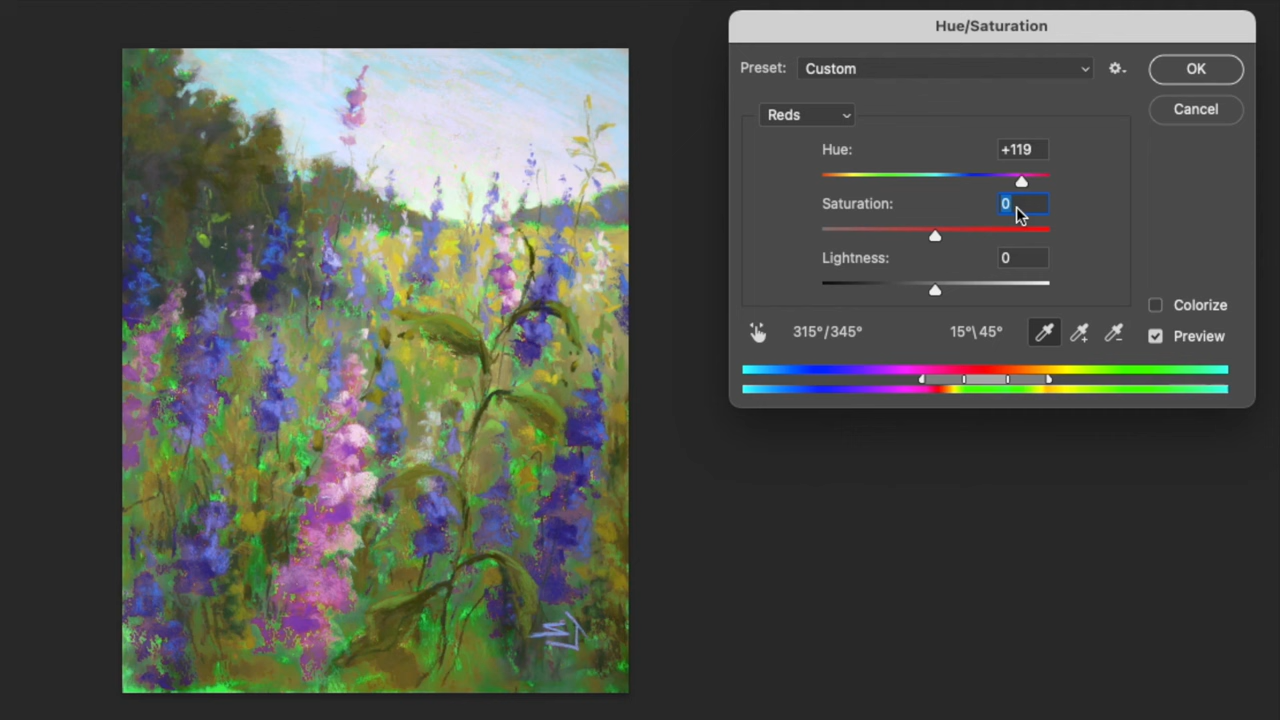 Hue/Saturation
Preset: Custom
OK
Cancel
Reds
Hue: +119
Saturation: 0
Lightness: 0
Colorize
315°/345° 15°\45°
Preview